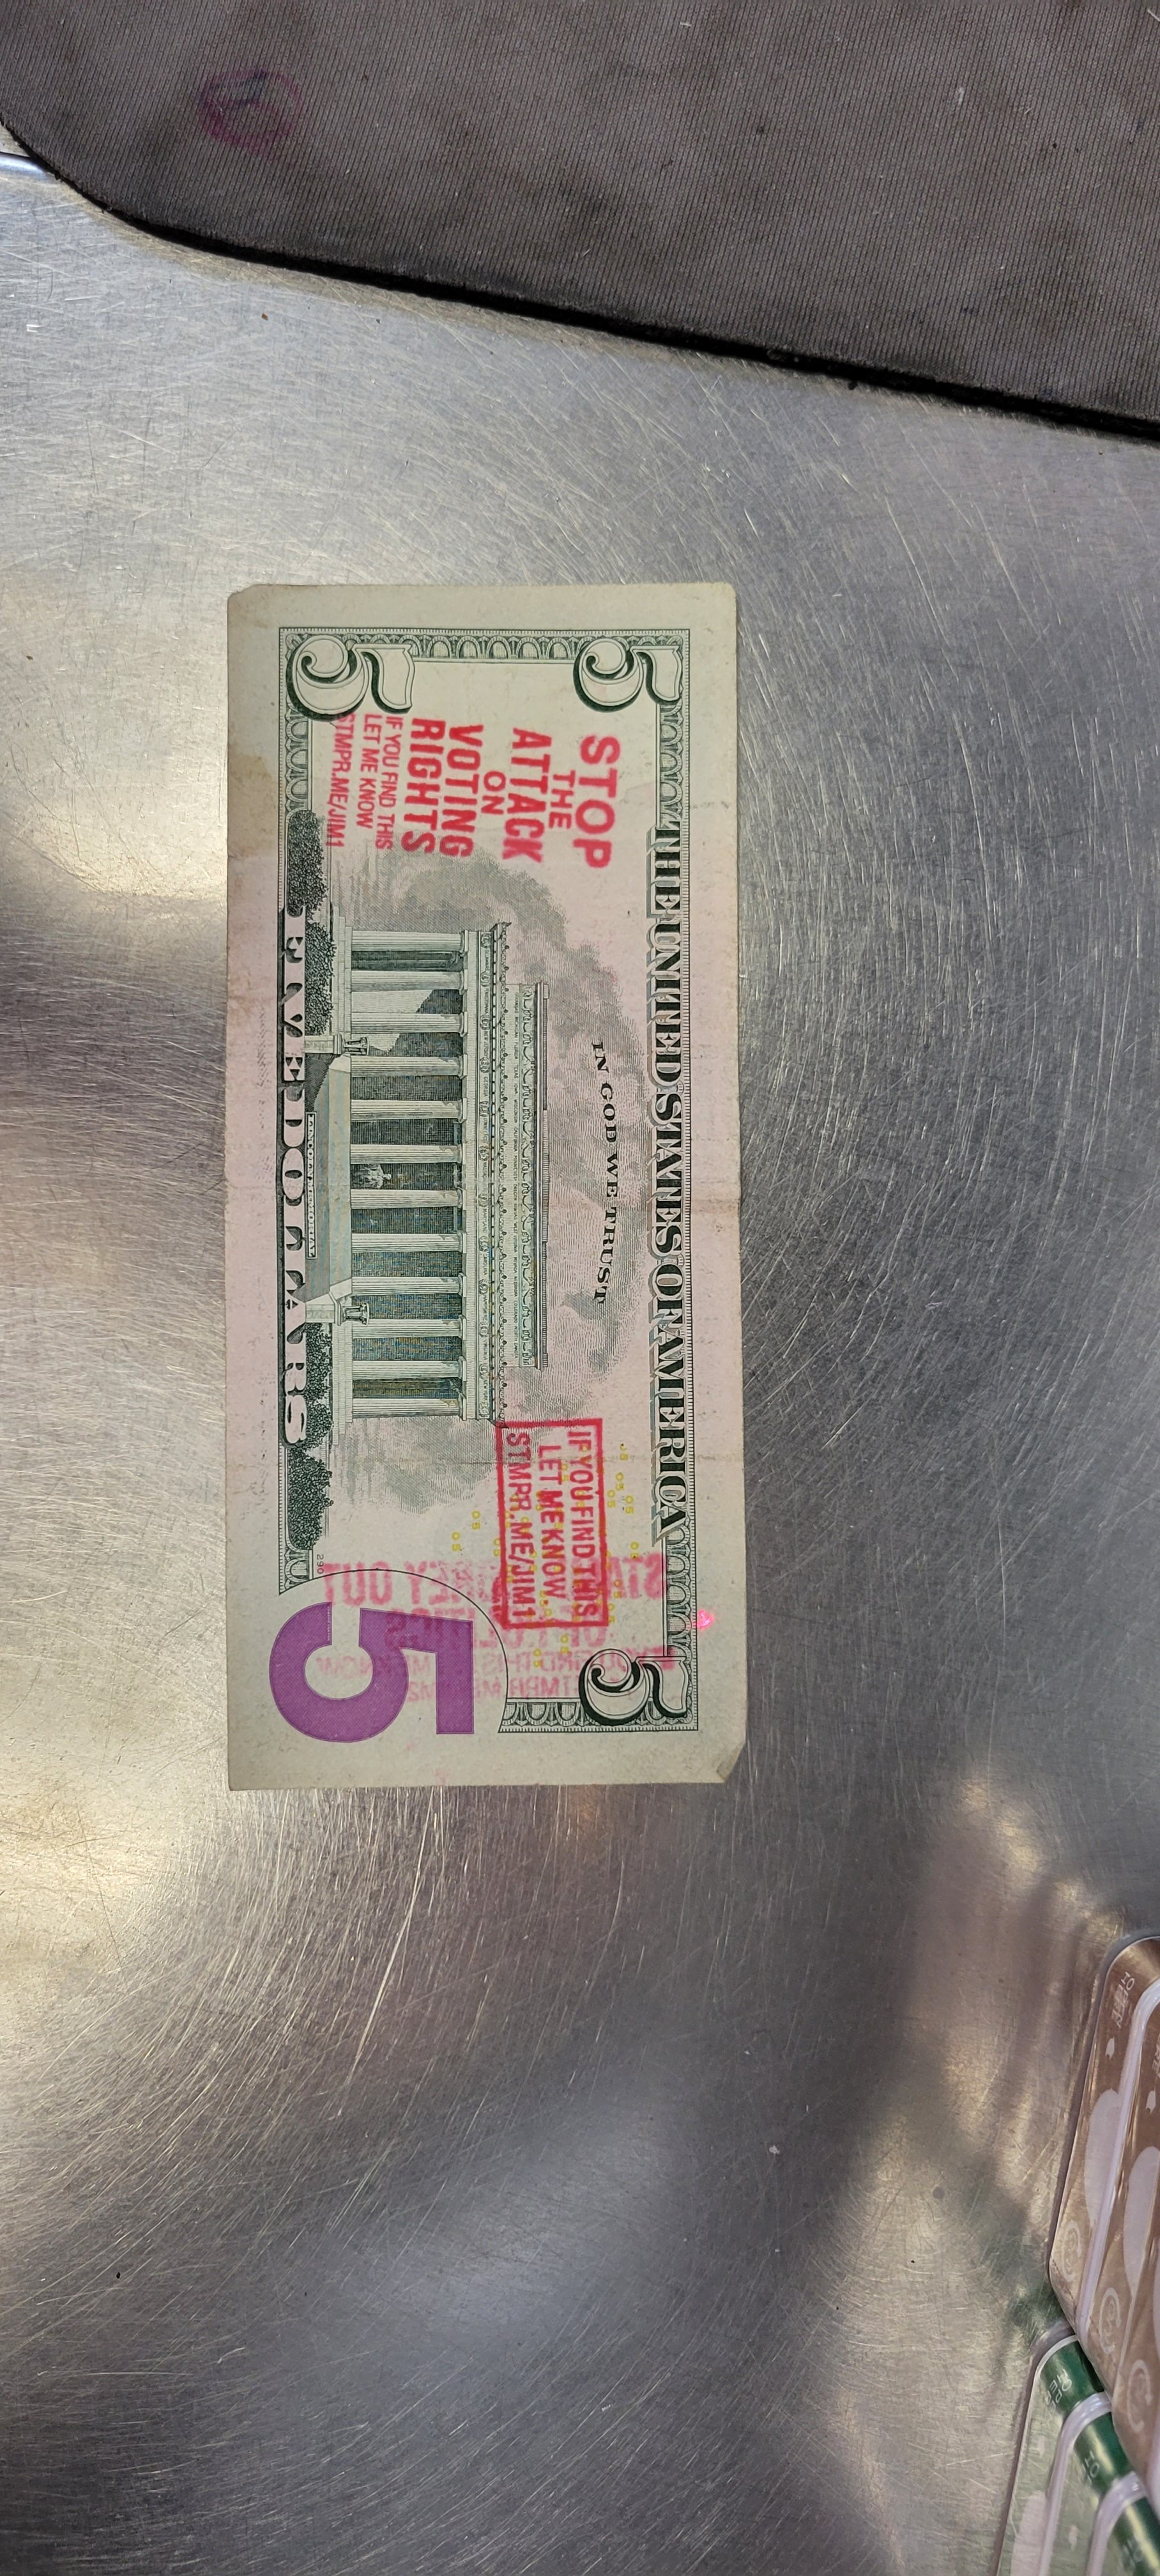 THE UNITED STATES OF AMERICA
5
5
STOP
THE
ATTACK
ON
VOTING
RIGHTS
IF YOU FIND THIS
LET ME KNOW
STMPR.ME/JIM1
IN GOD WE TRUST
IF YOU FIND THIS
LET ME KNOW.
STMPR.ME/JIM1
OUT
5
FIVE DOLLARS
290
5